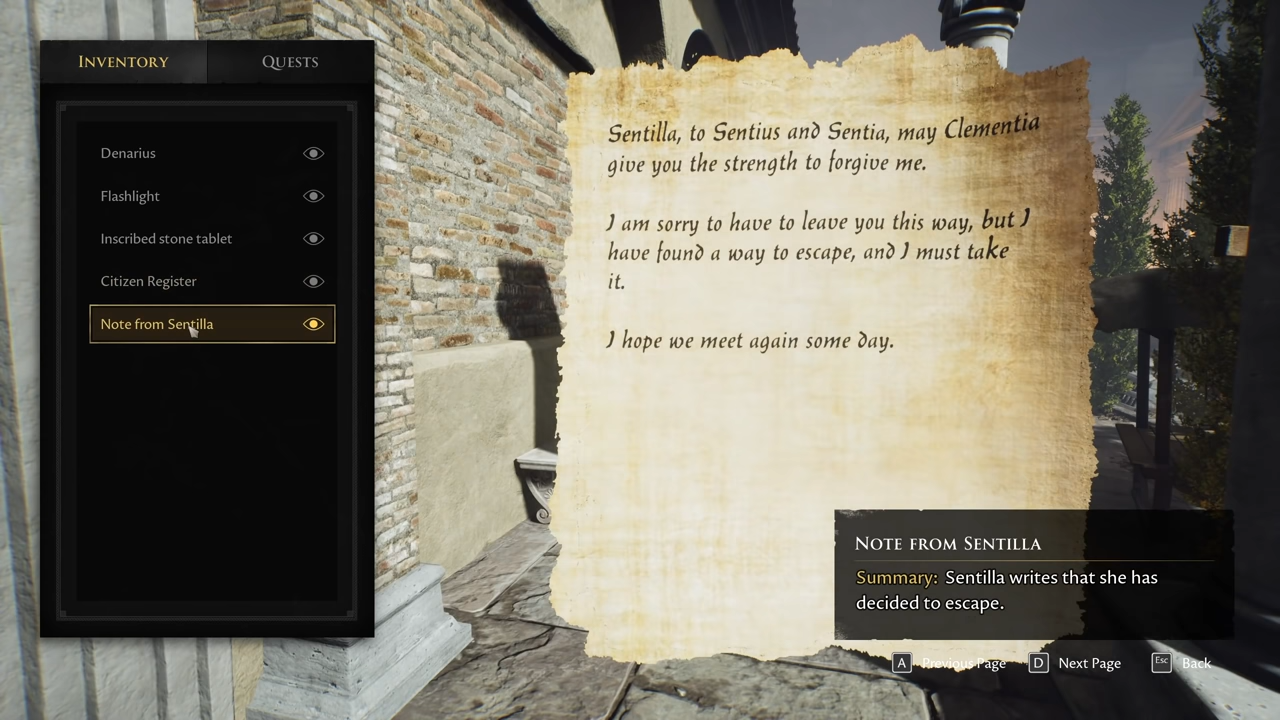 INVENTORY
QUESTS
Denarius
Flashlight
Inscribed stone tablet
Citizen Register
Note from Sentilla
Sentilla, to Sentius and Sentia, may Clementia
give you the strength to forgive me.
I am sorry to have to leave you this way, but I
have found a way to escape, and I must take
it.
I hope we meet again some day.
NOTE FROM SENTILLA
Summary: Sentilla writes that she has
decided to escape.
A Previous Page
D Next Page
Esc Back